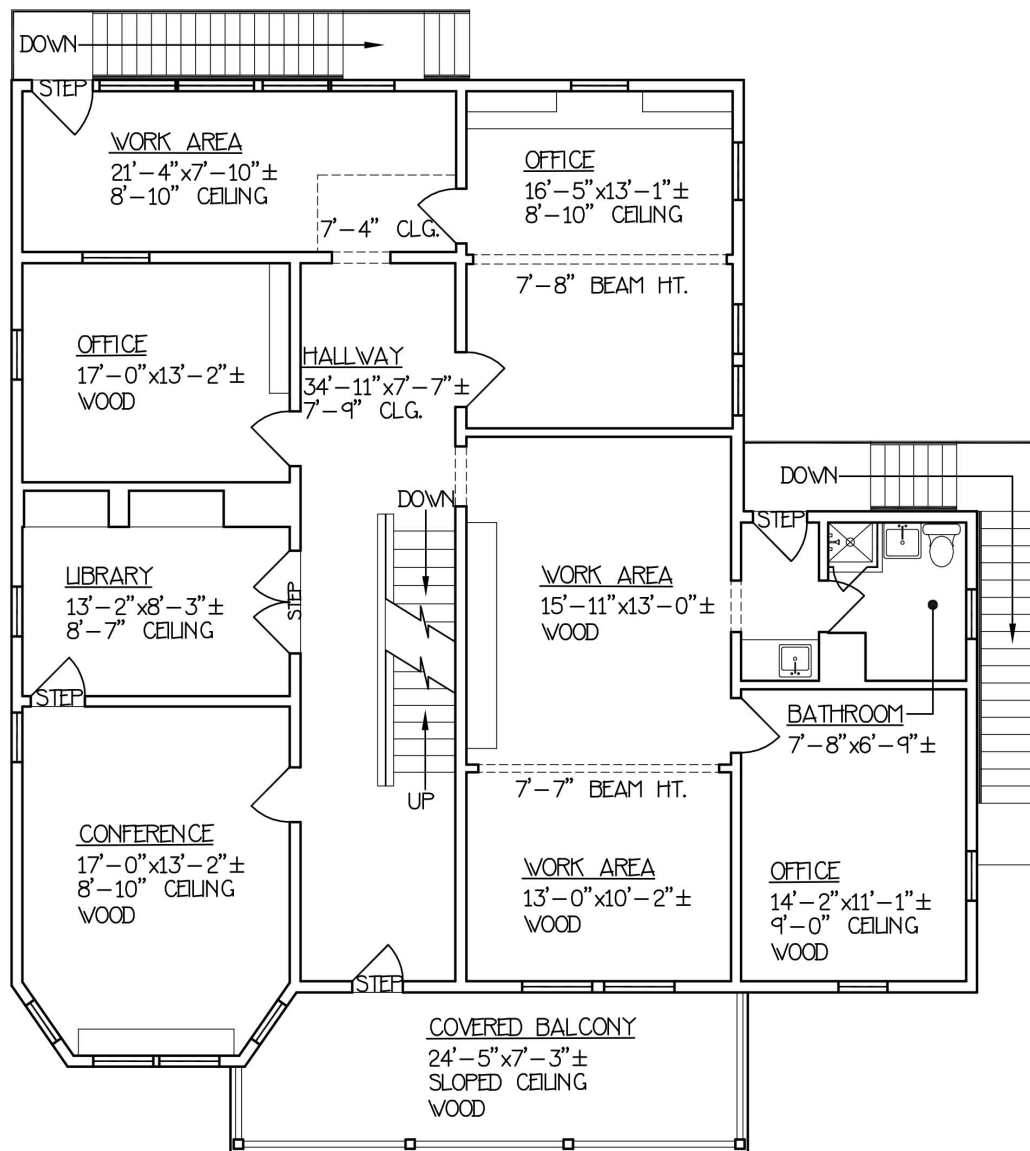 DOWN
STEP
WORK AREA
21'-4"x7'-10"±
8'-10" CEILING
7'-4" CLG.
OFFICE
16'-5"x13'-1"±
8'-10" CEILING
7'-8" BEAM HT.
OFFICE
17'-0"x13'-2"±
WOOD
HALLWAY
34'-11"x7'-7"±
7'-9" CLG.
DOWN
DOWN
STEP
LIBRARY
13'-2"x8'-3"±
8'-7" CEILING
STEP
STEP
WORK AREA
15'-11"x13'-0"±
WOOD
BATHROOM
7'-8"x6'-9"±
UP
7'-7" BEAM HT.
CONFERENCE
17'-0"x13'-2"±
8'-10" CEILING
WOOD
WORK AREA
13'-0"x10'-2"±
WOOD
OFFICE
14'-2"x11'-1"±
9'-0" CEILING
WOOD
STEP
COVERED BALCONY
24'-5"x7'-3"±
SLOPED CEILING
WOOD